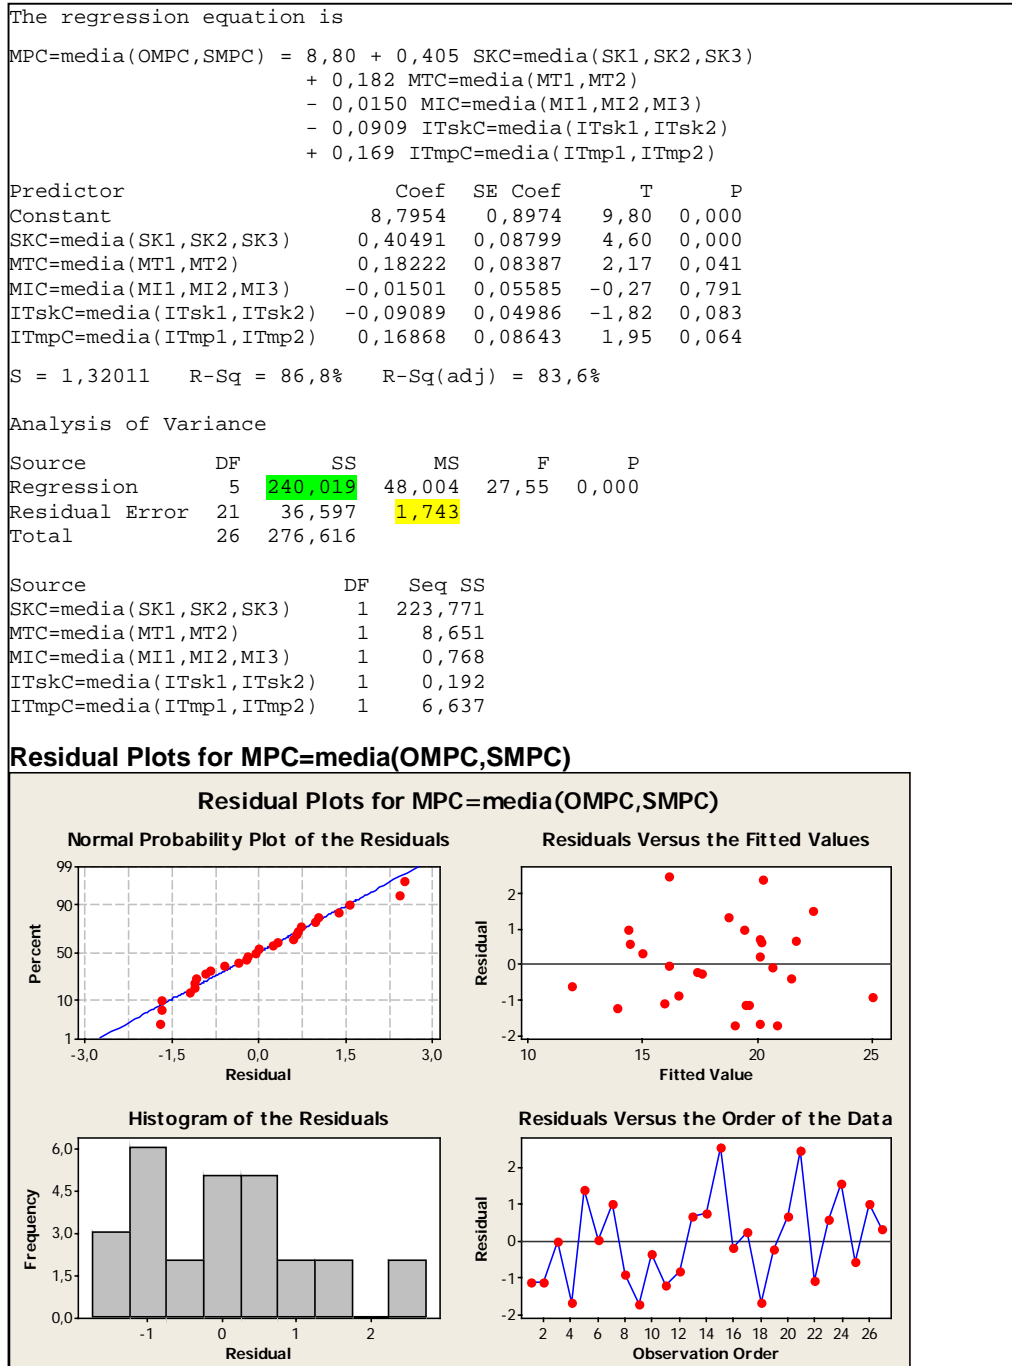 The regression equation is
MPC=media(OMPC,SMPC) = 8,80 + 0,405 SKC=media(SK1,SK2,SK3)
+ 0,182 MTC=media(MT1,MT2)
- 0,0150 MIC=media(MI1,MI2,MI3)
- 0,0909 ITskC=media(ITsk1,ITsk2)
+ 0,169 ITmpC=media(ITmp1,ITmp2)
Predictor Coef SE Coef T P
Constant 8,7954 0,8974 9,80 0,000
SKC=media(SK1,SK2,SK3) 0,40491 0,08799 4,60 0,000
MTC=media(MT1,MT2) 0,18222 0,08387 2,17 0,041
MIC=media(MI1,MI2,MI3) -0,01501 0,05585 -0,27 0,791
ITskC=media(ITsk1,ITsk2) -0,09089 0,04986 -1,82 0,083
ITmpC=media(ITmp1,ITmp2) 0,16868 0,08643 1,95 0,064
S = 1,32011 R-Sq = 86,8% R-Sq(adj) = 83,6%
Analysis of Variance
Source DF SS MS F P
Regression 5 240,019 48,004 27,55 0,000
Residual Error 21 36,597 1,743
Total 26 276,616
Source DF Seq SS
SKC=media(SK1,SK2,SK3) 1 223,771
MTC=media(MT1,MT2) 1 8,651
MIC=media(MI1,MI2,MI3) 1 0,768
ITskC=media(ITsk1,ITsk2) 1 0,192
ITmpC=media(ITmp1,ITmp2) 1 6,637
Residual Plots for MPC=media(OMPC,SMPC)
Residual Plots for MPC=media(OMPC,SMPC)
Normal Probability Plot of the Residuals
99
90
50
10
1
Percent
-3,0 -1,5 0,0 1,5 3,0
Residual
Residuals Versus the Fitted Values
2
1
0
-1
-2
Residual
10 15 20 25
Fitted Value
Histogram of the Residuals
6,0
4,5
3,0
1,5
0,0
Frequency
-1 0 1 2
Residual
Residuals Versus the Order of the Data
2
1
0
-1
-2
Residual
2 4 6 8 10 12 14 16 18 20 22 24 26
Observation Order